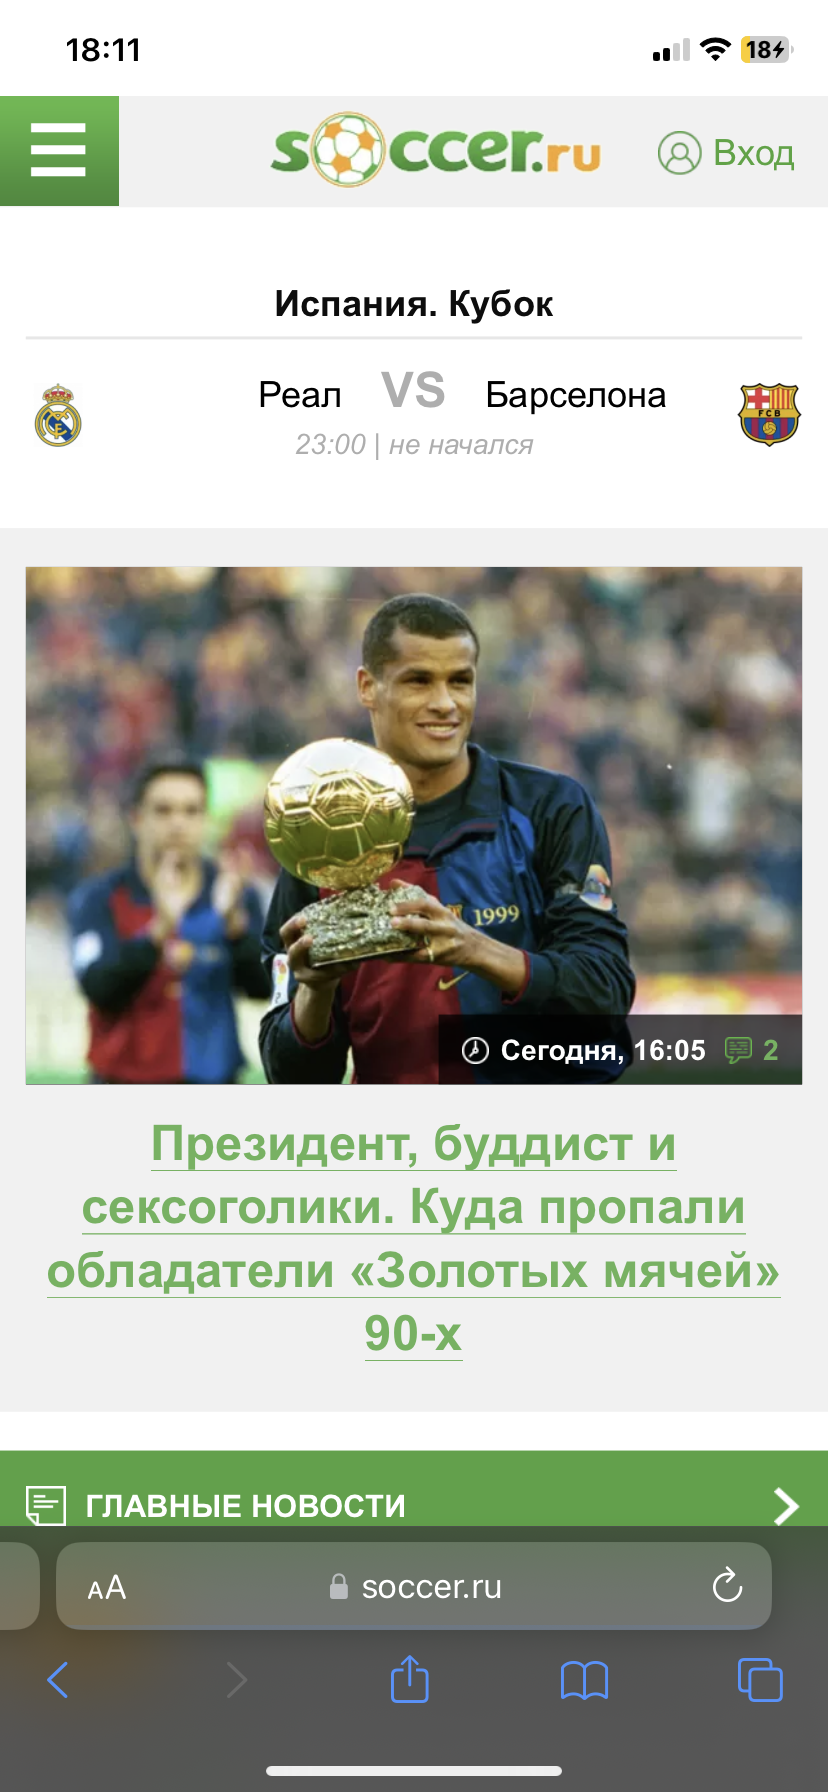 18:11
18
soccer.ru
Вход
Испания. Кубок
Реал VS Барселона
FCB
23:00 | не начался
1999
Сегодня, 16:05 2
Президент, буддист и
сексоголики. Куда пропали
обладатели «Золотых мячей»
90-х
ГЛАВНЫЕ НОВОСТИ
AA soccer.ru